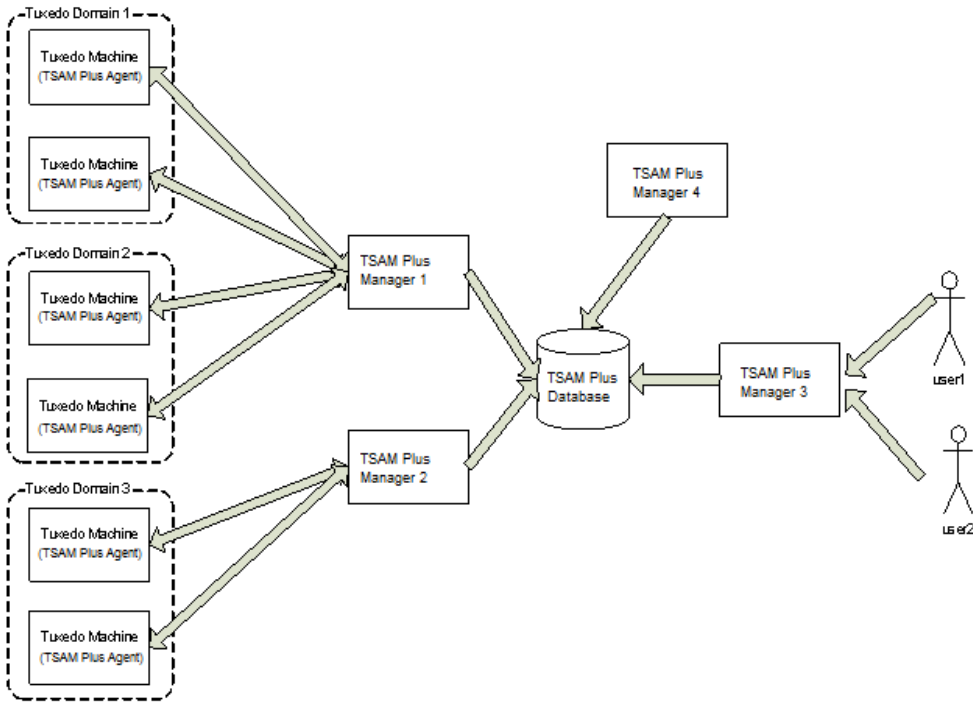 Tuxedo Domain 1
Tuxedo Machine
(TSAM Plus Agent)
Tuxedo Machine
(TSAM Plus Agent)
Tuxedo Domain 2
Tuxedo Machine
(TSAM Plus Agent)
Tuxedo Machine
(TSAM Plus Agent)
Tuxedo Domain 3
Tuxedo Machine
(TSAM Plus Agent)
Tuxedo Machine
(TSAM Plus Agent)
TSAM Plus
Manager 1
TSAM Plus
Manager 2
TSAM Plus
Manager 4
TSAM Plus
Database
TSAM Plus
Manager 3
user1
user2